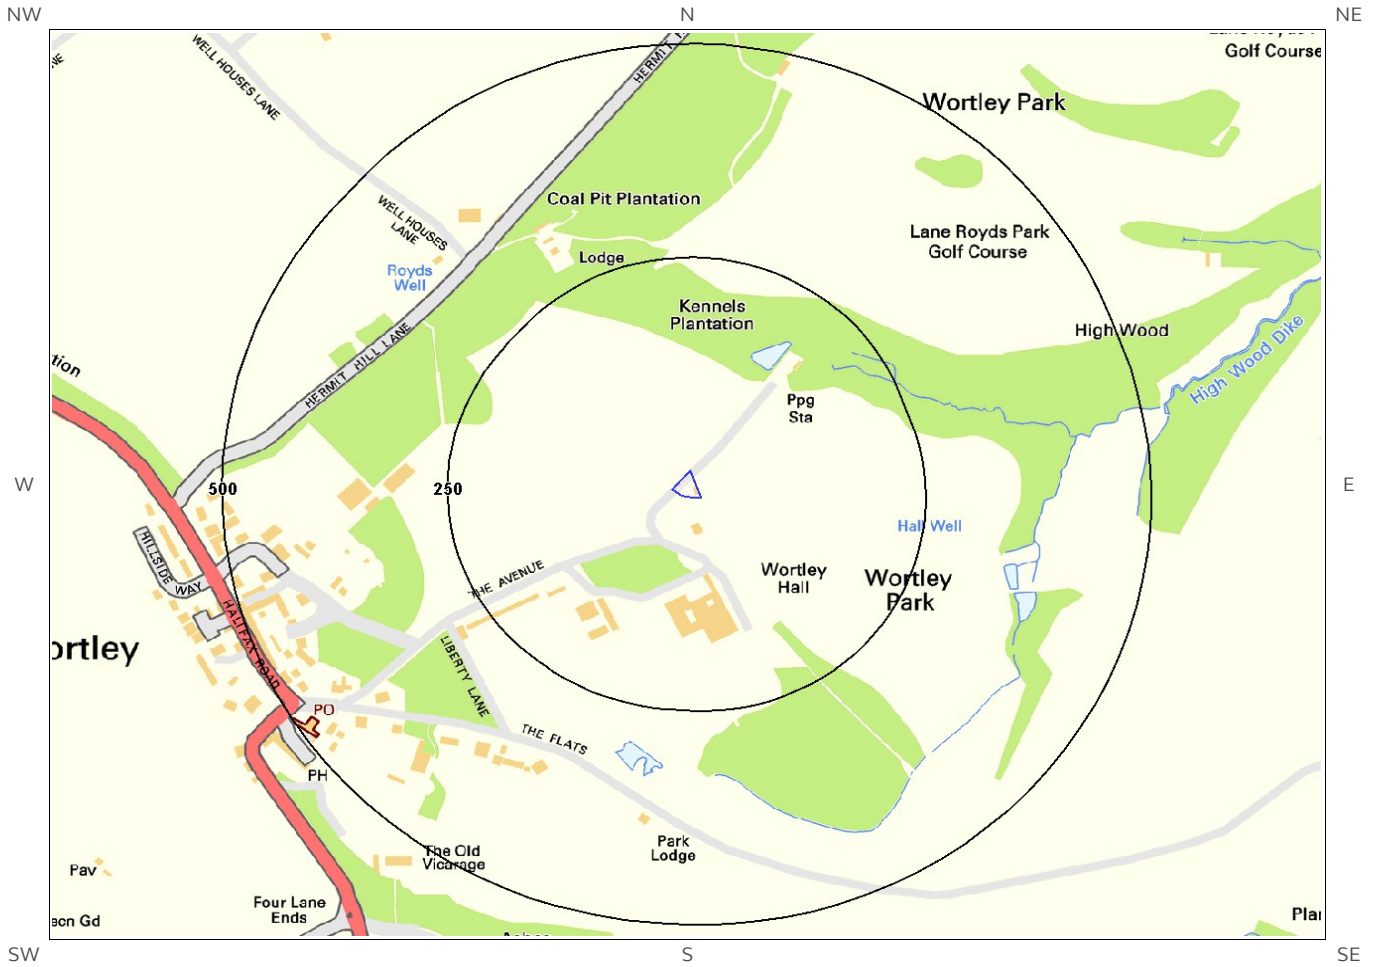 NW
N
NE
Golf Course
WELL HOUSES LANE
HERMIT
Wortley Park
Coal Pit Plantation
WELL HOUSES
LANE
Lane Royds Park
Golf Course
Lodge
Royds
Well
Kennels
Plantation
High Wood
High Wood Dike
HERMIT HILL LANE
tion
Ppg
Sta
W
500
250
E
Hall Well
HILLSIDE
WAY
THE AVENUE
Wortley
Hall
Wortley
Park
HALIFAX ROAD
ortley
LIBERTY LANE
PO
THE FLATS
PH
Park
Lodge
The Old
Vicarage
Pav
Four Lane
Ends
Plan
SW
S
SE